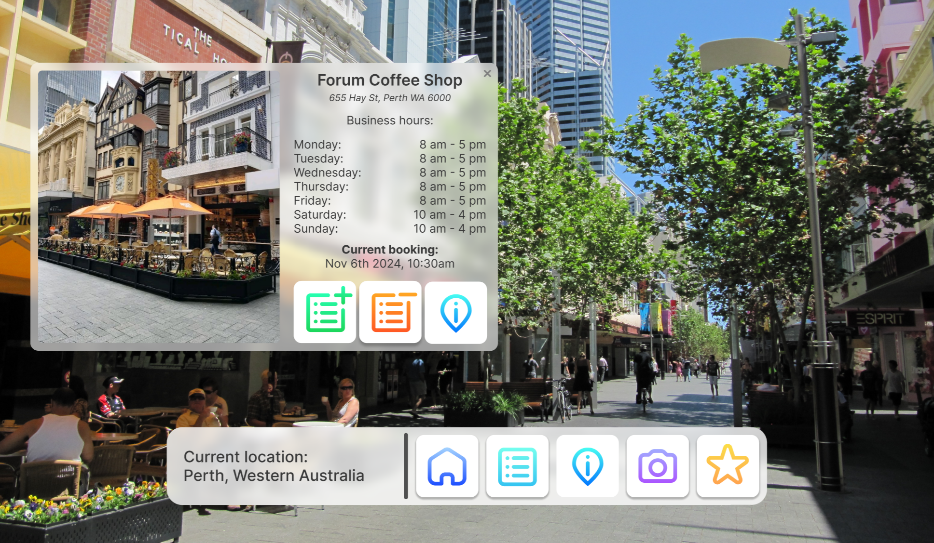 THE
TICAL HO
Forum Coffee Shop
655 Hay St, Perth WA 6000
Business hours:
Monday: 8 am - 5 pm
Tuesday: 8 am - 5 pm
Wednesday: 8 am - 5 pm
Thursday: 8 am - 5 pm
Friday: 8 am - 5 pm
Saturday: 10 am - 4 pm
Sunday: 10 am - 4 pm
Current booking:
Nov 6th 2024, 10:30am
ESPRIT
Current location:
Perth, Western Australia